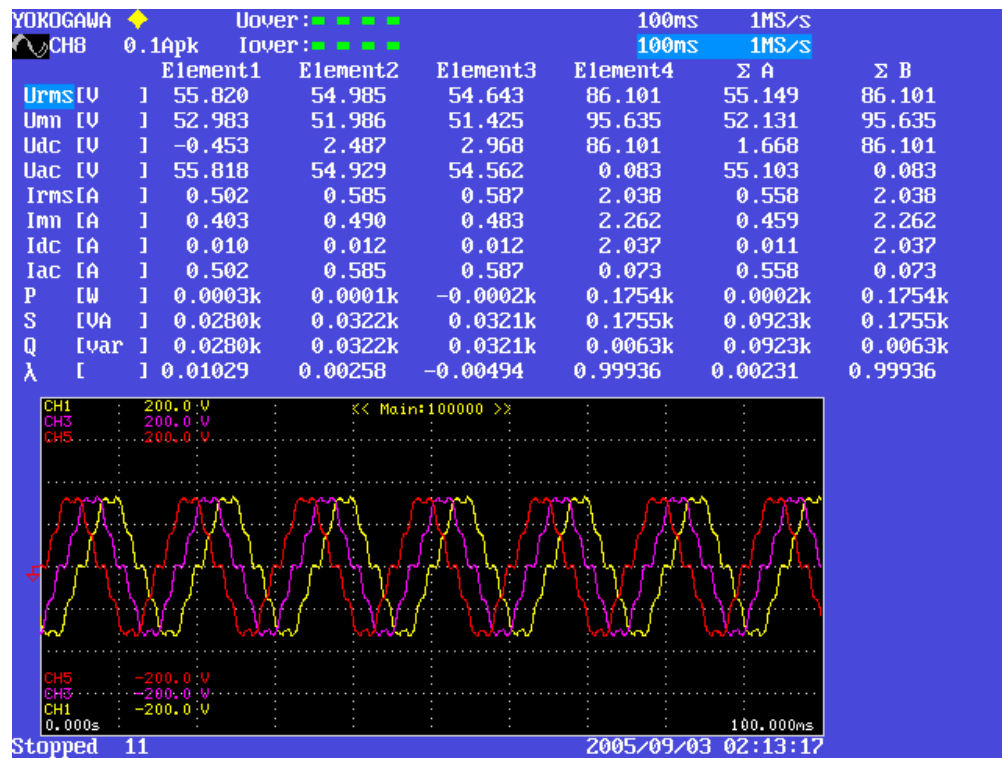 YOKOGAWA Uover: 100ms 1MS/s
CH8 0.1Apk Iover: 100ms 1MS/s
Element1 Element2 Element3 Element4 Σ A Σ B
Urms[V ] 55.820 54.985 54.643 86.101 55.149 86.101
Umn [V ] 52.983 51.986 51.425 95.635 52.131 95.635
Udc [V ] -0.453 2.487 2.968 86.101 1.668 86.101
Uac [V ] 55.818 54.929 54.562 0.083 55.103 0.083
Irms[A ] 0.502 0.585 0.587 2.038 0.558 2.038
Imn [A ] 0.403 0.490 0.483 2.262 0.459 2.262
Idc [A ] 0.010 0.012 0.012 2.037 0.011 2.037
Iac [A ] 0.502 0.585 0.587 0.073 0.558 0.073
P [W ] 0.0003k 0.0001k -0.0002k 0.1754k 0.0002k 0.1754k
S [VA ] 0.0280k 0.0322k 0.0321k 0.1755k 0.0923k 0.1755k
Q [var ] 0.0280k 0.0322k 0.0321k 0.0063k 0.0923k 0.0063k
λ [ ] 0.01029 0.00258 -0.00494 0.99936 0.00231 0.99936
CH1 200.0 V << Main:100000 >>
CH3 200.0 V
CH5 200.0 V
CH5 -200.0 V
CH3 -200.0 V
CH1 -200.0 V
0.000s 100.000ms
Stopped 11 2005/09/03 02:13:17